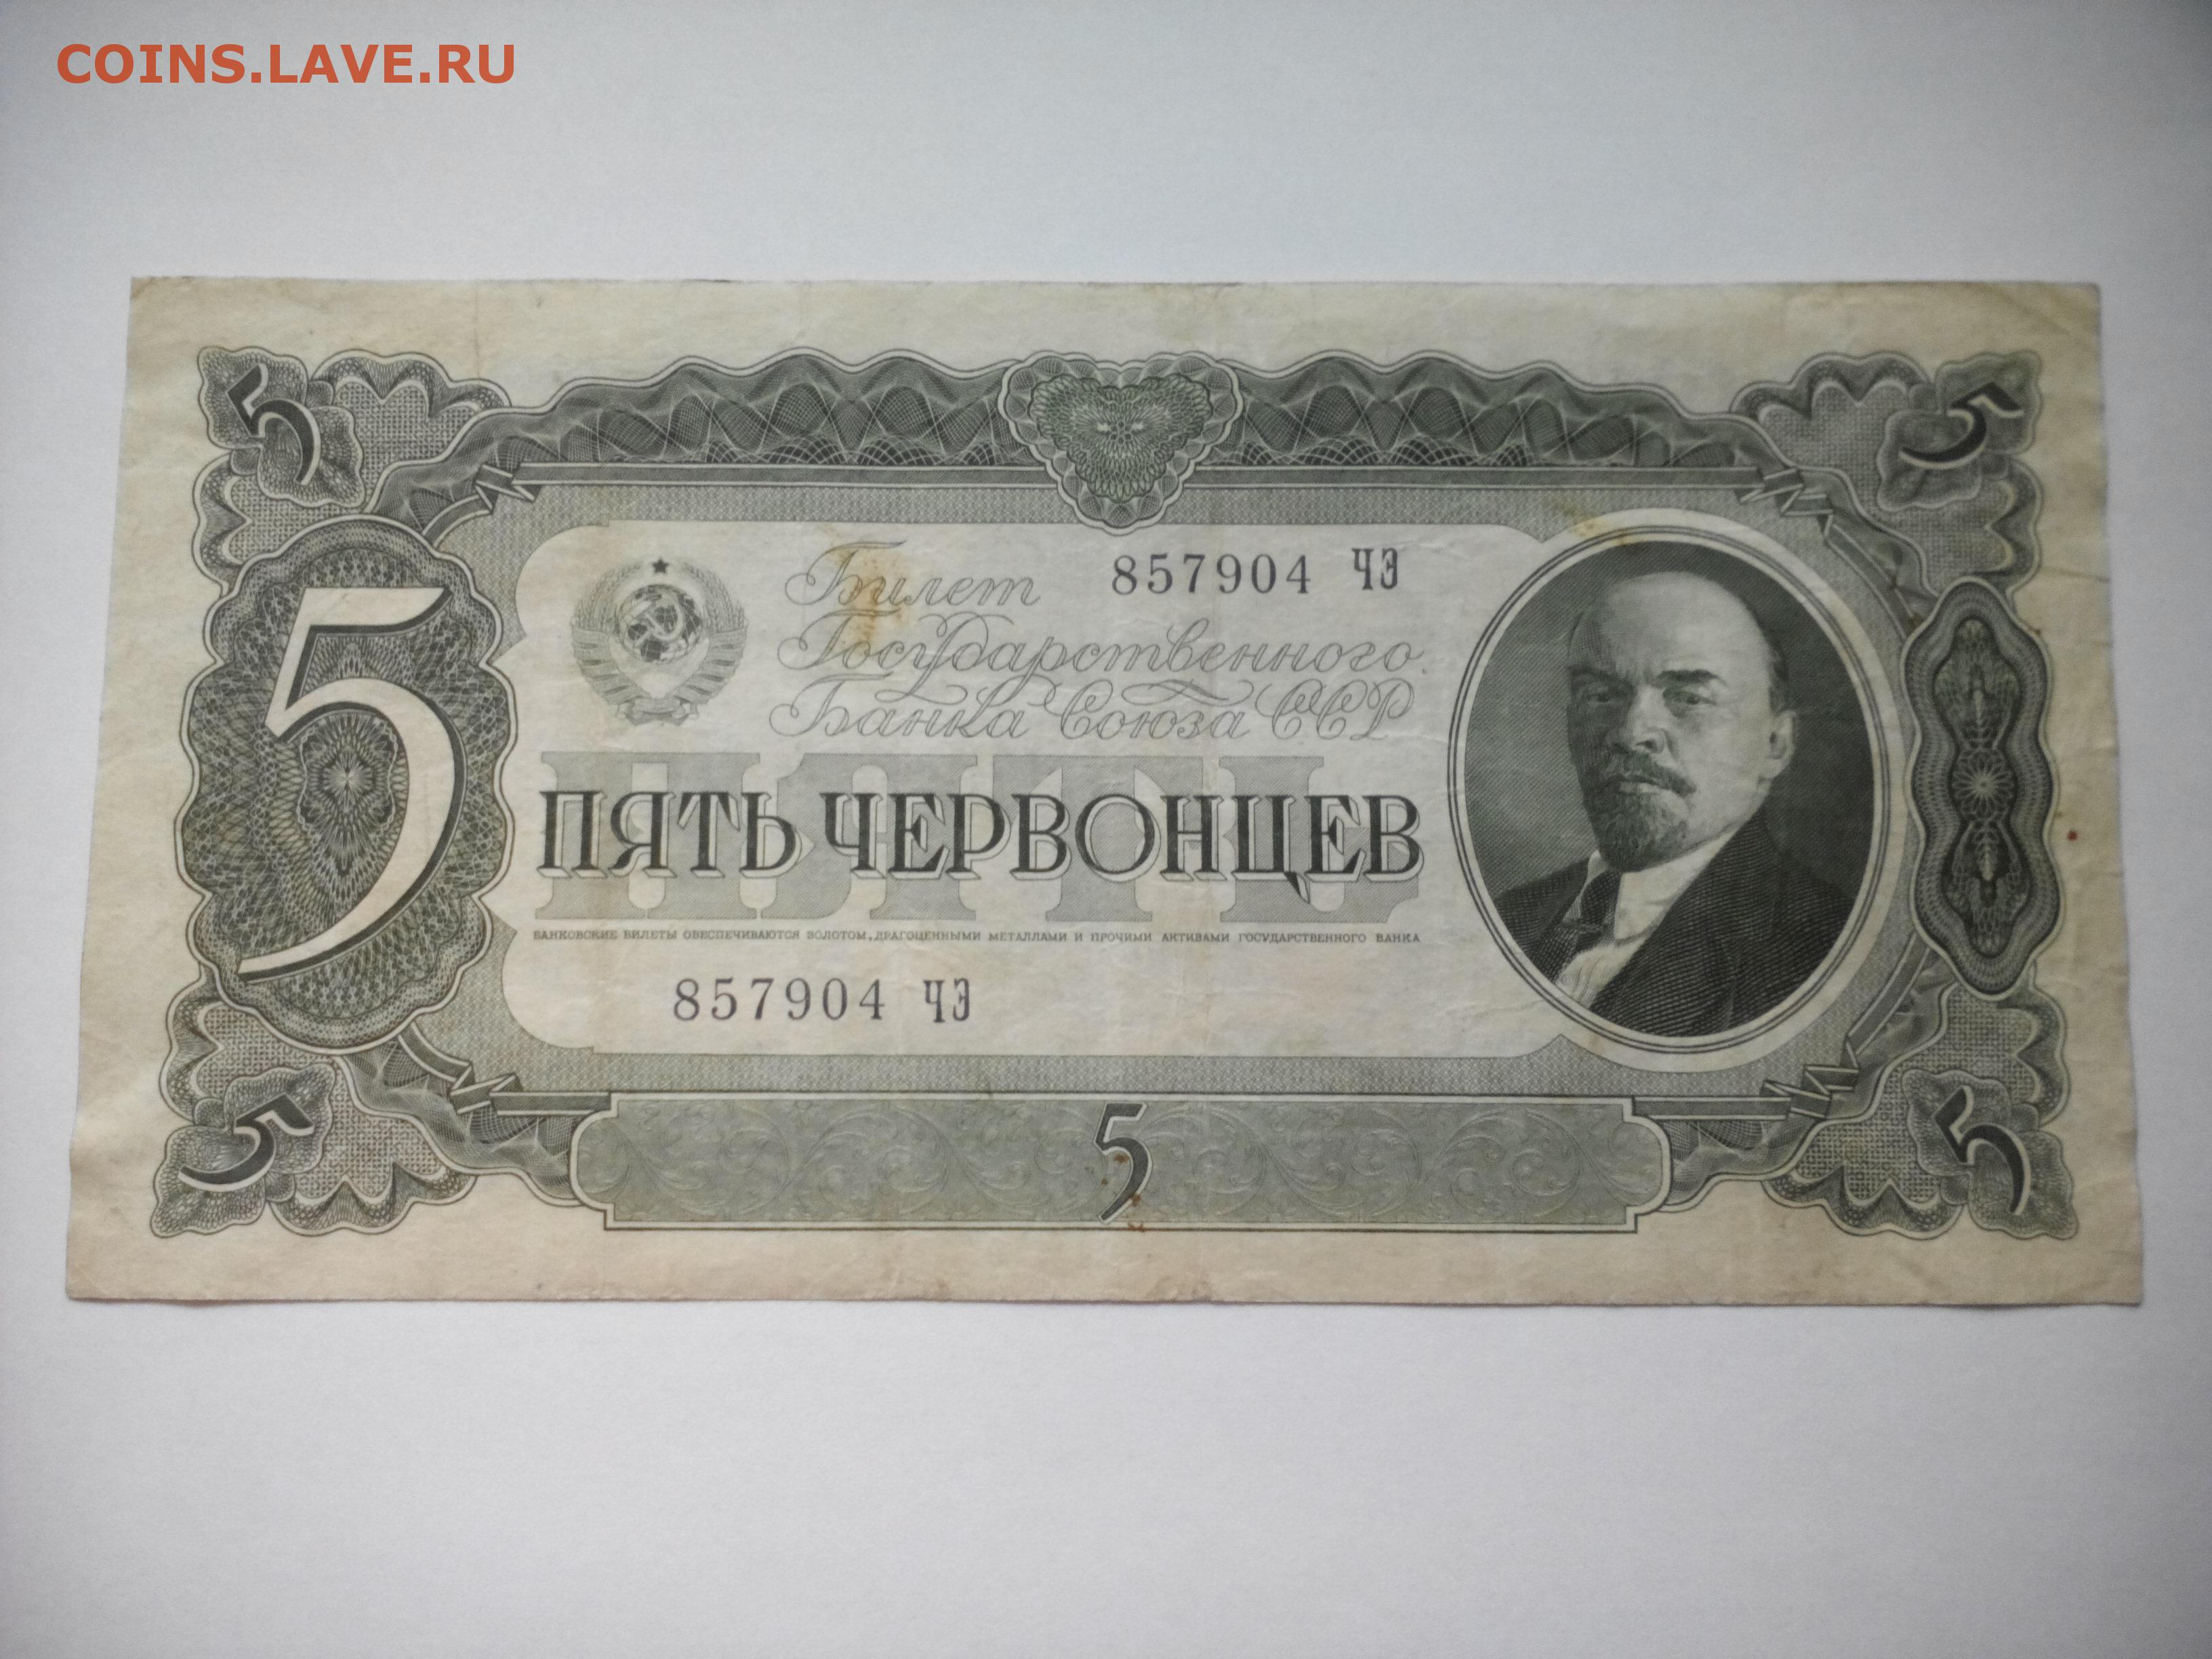 COINS.LAVE.RU
5 5
Билет 857904 ЧЭ
Государственного
Банка Союза ССР
5
ПЯТЬ
ПЯТЬ ЧЕРВОНЦЕВ
БАНКОВСКИЕ БИЛЕТЫ ОБЕСПЕЧИВАЮТСЯ ЗОЛОТОМ, ДРАГОЦЕННЫМИ МЕТАЛЛАМИ И ПРОЧИМИ АКТИВАМИ ГОСУДАРСТВЕННОГО БАНКА
857904 ЧЭ
5 5 5